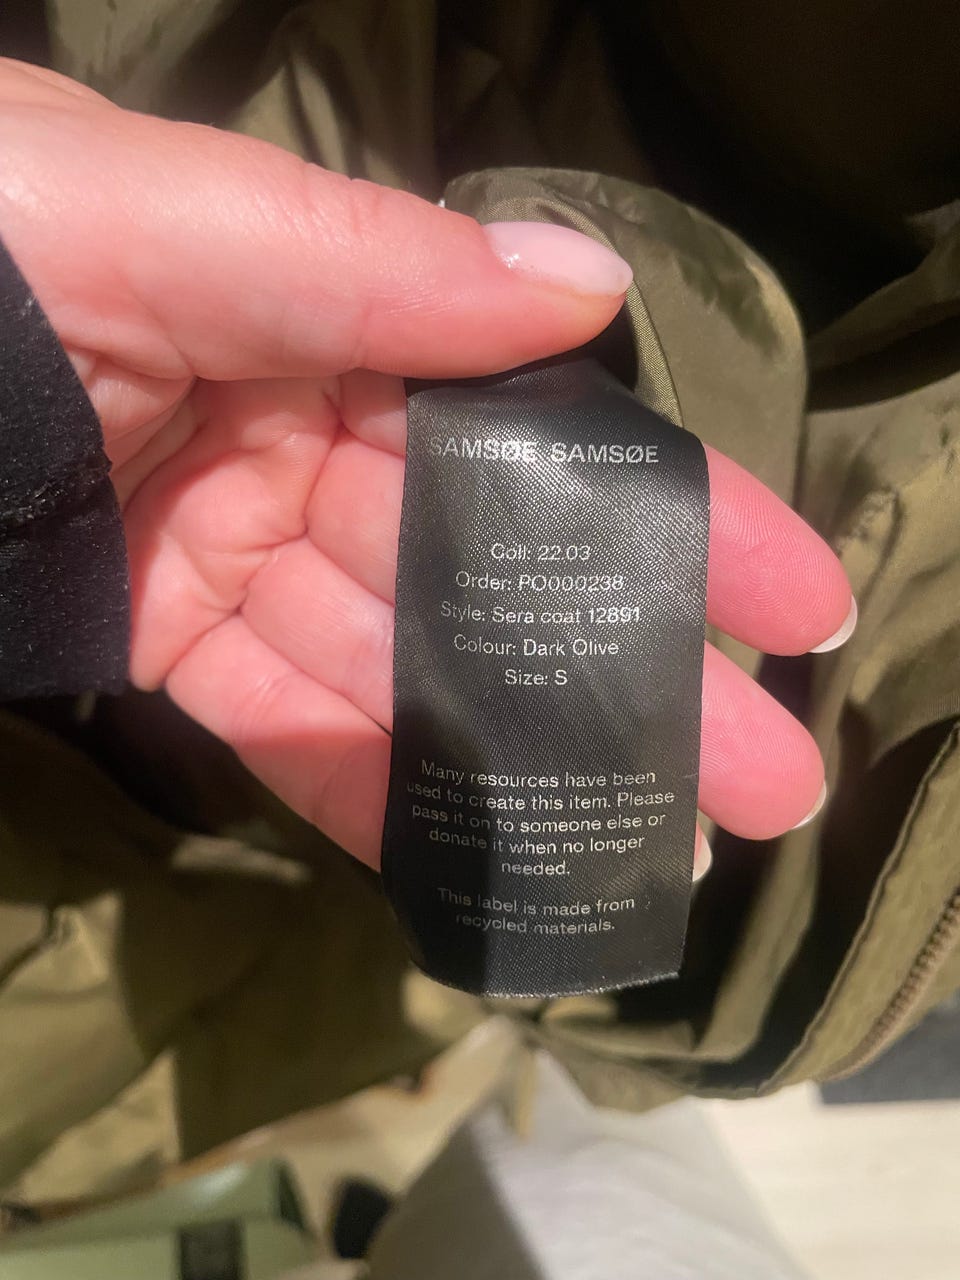 SAMSØE SAMSØE
Coll: 22.03
Order: PO000238
Style: Sera coat 12891
Colour: Dark Olive
Size: S
Many resources have been
used to create this item. Please
pass it on to someone else or
donate it when no longer
needed.
This label is made from
recycled materials.